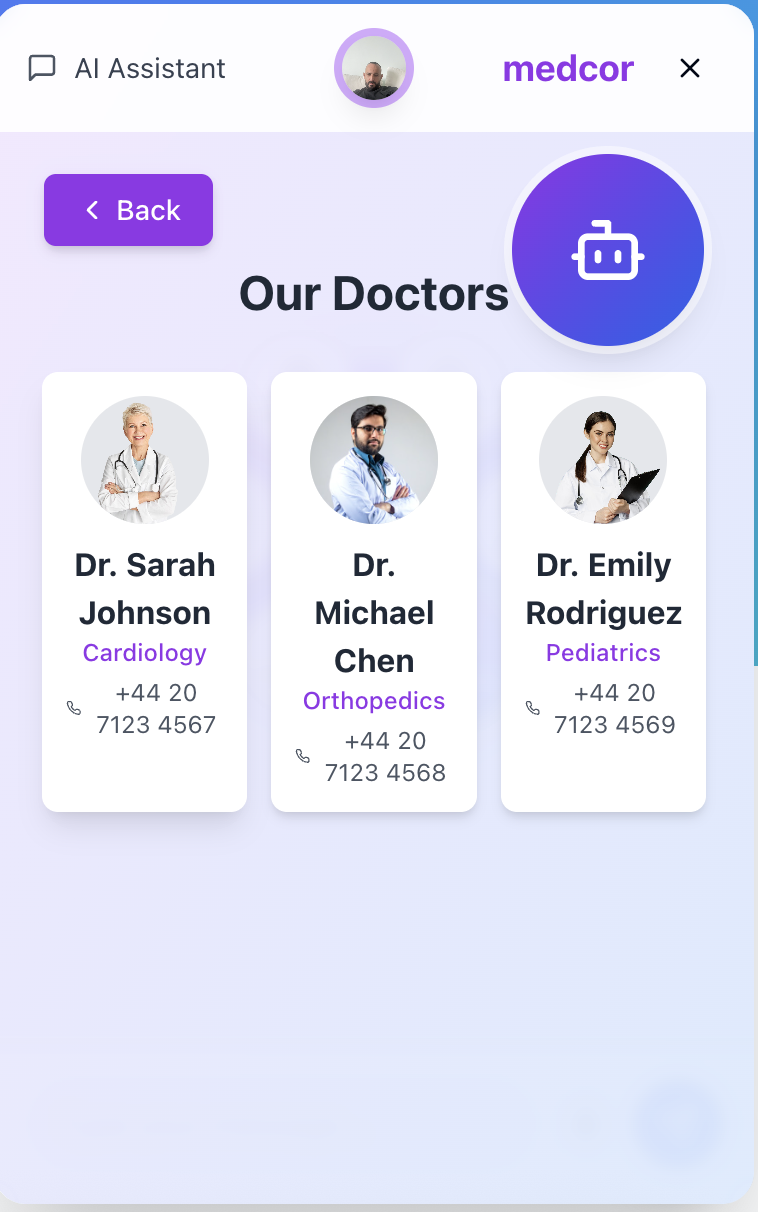 AI Assistant
medcor
Back
Our Doctors
Dr. Sarah
Johnson
Cardiology
+44 20
7123 4567
Dr.
Michael
Chen
Orthopedics
+44 20
7123 4568
Dr. Emily
Rodriguez
Pediatrics
+44 20
7123 4569